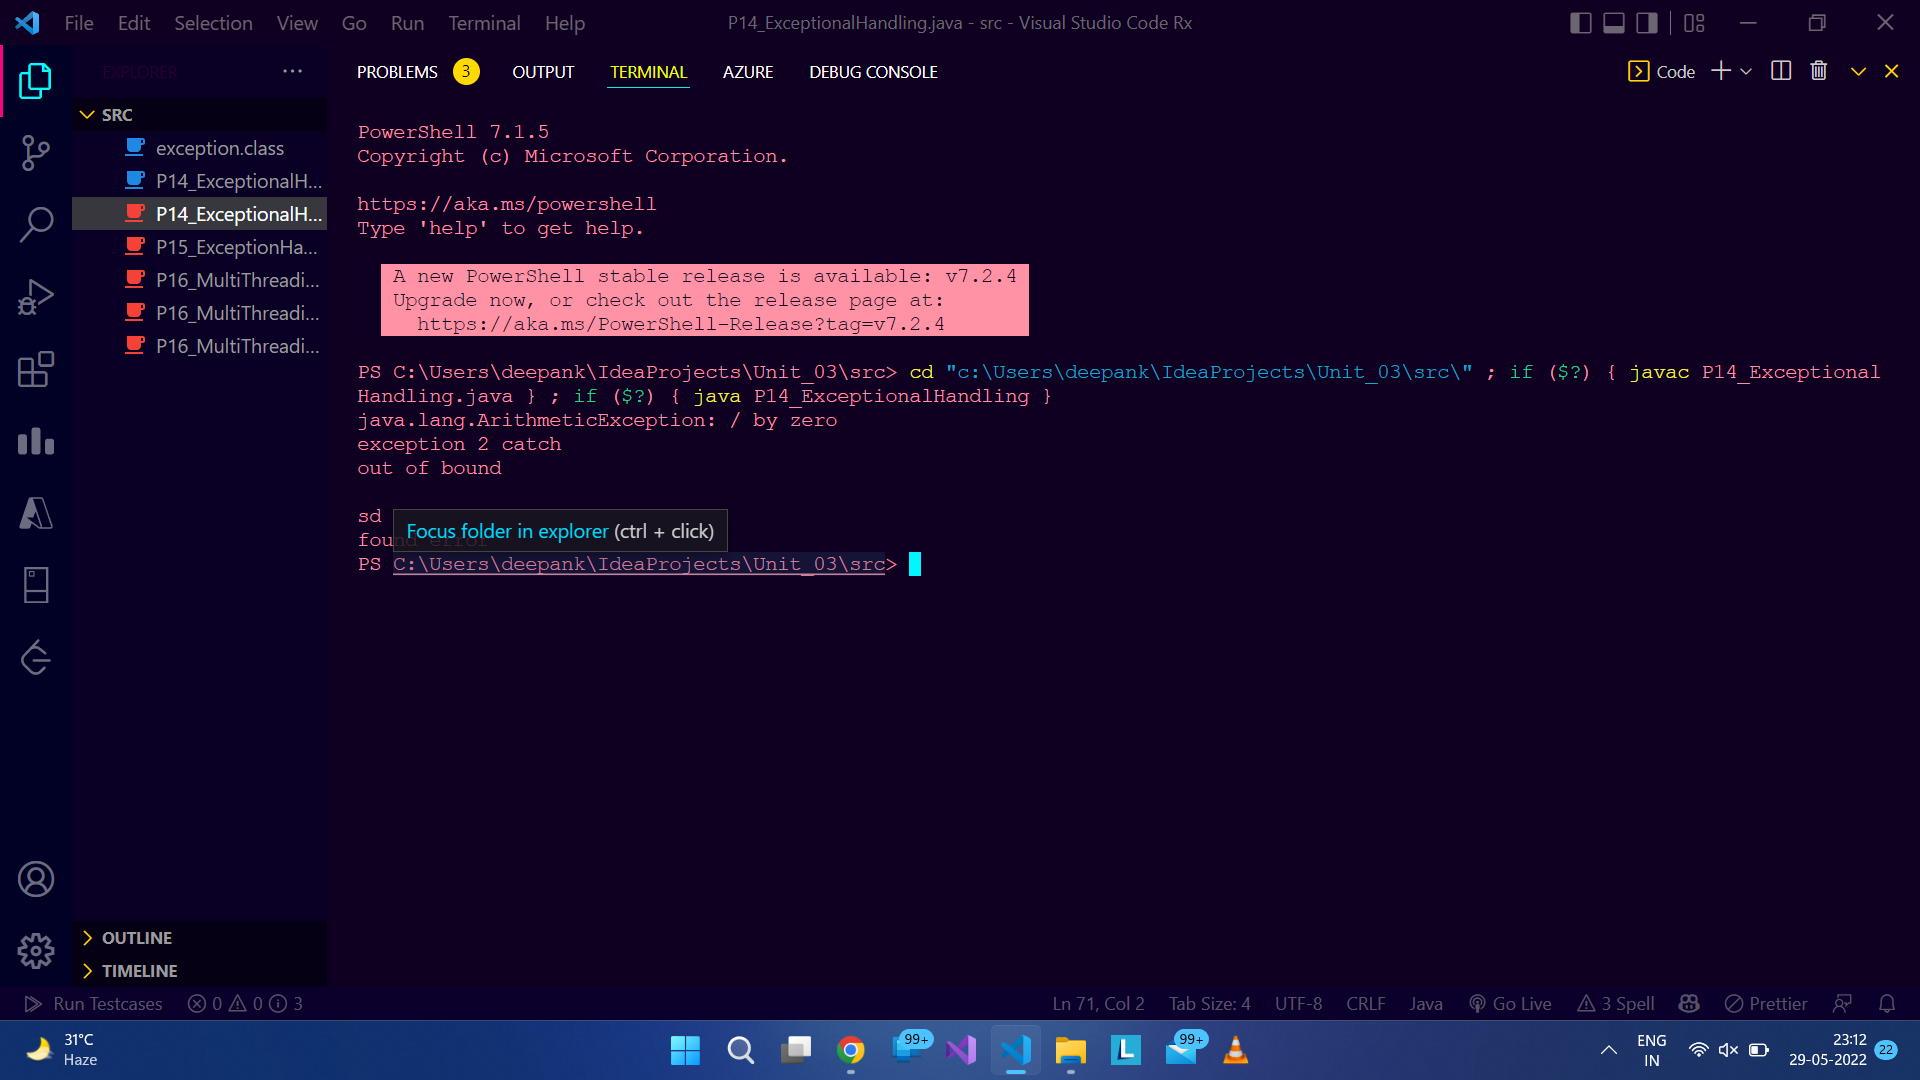 File Edit Selection View Go Run Terminal Help
P14_ExceptionalHandling.java - src - Visual Studio Code Rx
EXPLORER
SRC
exception.class
P14_ExceptionalH...
P14_ExceptionalH...
P15_ExceptionHa...
P16_MultiThreadi...
P16_MultiThreadi...
P16_MultiThreadi...
OUTLINE
TIMELINE
PROBLEMS 3 OUTPUT TERMINAL AZURE DEBUG CONSOLE
Code
PowerShell 7.1.5
Copyright (c) Microsoft Corporation.
https://aka.ms/powershell
Type 'help' to get help.
A new PowerShell stable release is available: v7.2.4
Upgrade now, or check out the release page at:
https://aka.ms/PowerShell-Release?tag=v7.2.4
PS C:\Users\deepank\IdeaProjects\Unit_03\src> cd "c:\Users\deepank\IdeaProjects\Unit_03\src\" ; if ($?) { javac P14_Exceptional
Handling.java } ; if ($?) { java P14_ExceptionalHandling }
java.lang.ArithmeticException: / by zero
exception 2 catch
out of bound
sd
Focus folder in explorer (ctrl + click)
found error
PS C:\Users\deepank\IdeaProjects\Unit_03\src>
Run Testcases 0 0 3
Ln 71, Col 2 Tab Size: 4 UTF-8 CRLF Java Go Live 3 Spell Prettier
31°C
Haze
99+
L
99+
ENG
IN
23:12
29-05-2022
22